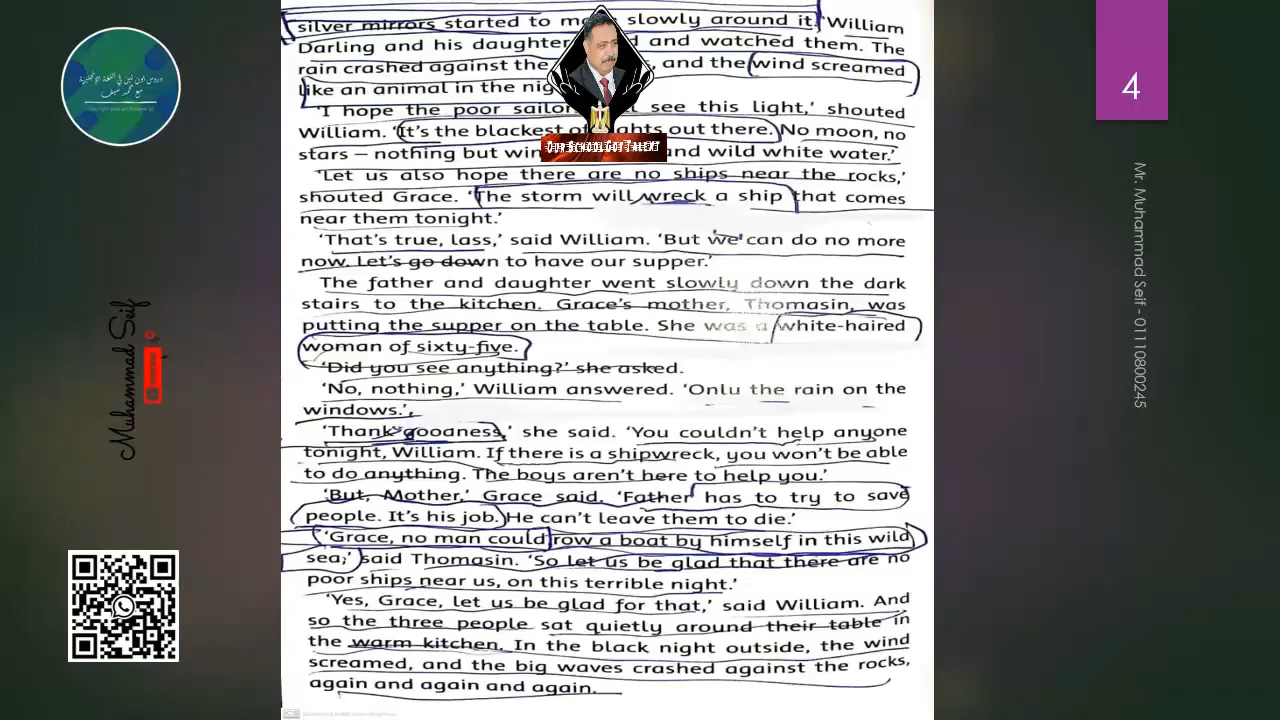 silver mirrors started to slowly around it. 'William
Darling and his daughter and watched them. The
rain crashed against the , and the wind screamed
like an animal in the
'I hope the poor see this light,' shouted
William. 'It's the blackest of out there. No moon, no
stars – nothing but and wild white water.'
'Let us also hope there are no ships near the rocks,'
shouted Grace. 'The storm will wreck a ship that comes
near them tonight.'
'That's true, lass,' said William. 'But we can do no more
now. Let's go down to have our supper.'
The father and daughter went slowly down the dark
stairs to the kitchen. Grace's mother, Thomasin, was
putting the supper on the table. She was a white-haired
woman of sixty-five.
'Did you see anything?' she asked.
'No, nothing,' William answered. 'Onlu the rain on the
windows.',
'Thank gooaness,' she said. 'You couldn't help anyone
tonight, William. If there is a shipwreck, you won't be able
to do anything. The boys aren't here to help you.'
'But, Mother,' Grace said. 'Father has to try to save
people. It's his job. He can't leave them to die.'
'Grace, no man could row a boat by himself in this wild
sea;' said Thomasin. 'So let us be glad that there are no
poor ships near us, on this terrible night.'
'Yes, Grace, let us be glad for that,' said William. And
so the three people sat quietly around their table in
the warm kitchen. In the black night outside, the wind
screamed, and the big waves crashed against the rocks,
again and again and again.
OUR SCHOOL GOT TALENT
4
Mr. Muhammad Seif - 01110800245
Muhammad Seif
CS